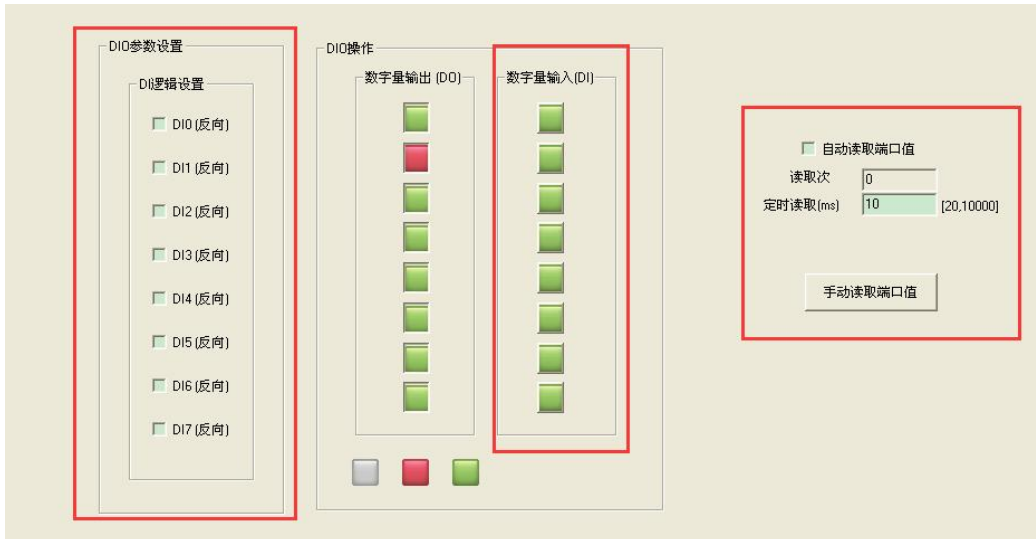 DIO参数设置
DI逻辑设置
DI0 (反向)
DI1 (反向)
DI2 (反向)
DI3 (反向)
DI4 (反向)
DI5 (反向)
DI6 (反向)
DI7 (反向)
DIO操作
数字量输出 (DO)
数字量输入(DI)
自动读取端口值
读取次
0
定时读取(ms)
10
[20,10000]
手动读取端口值